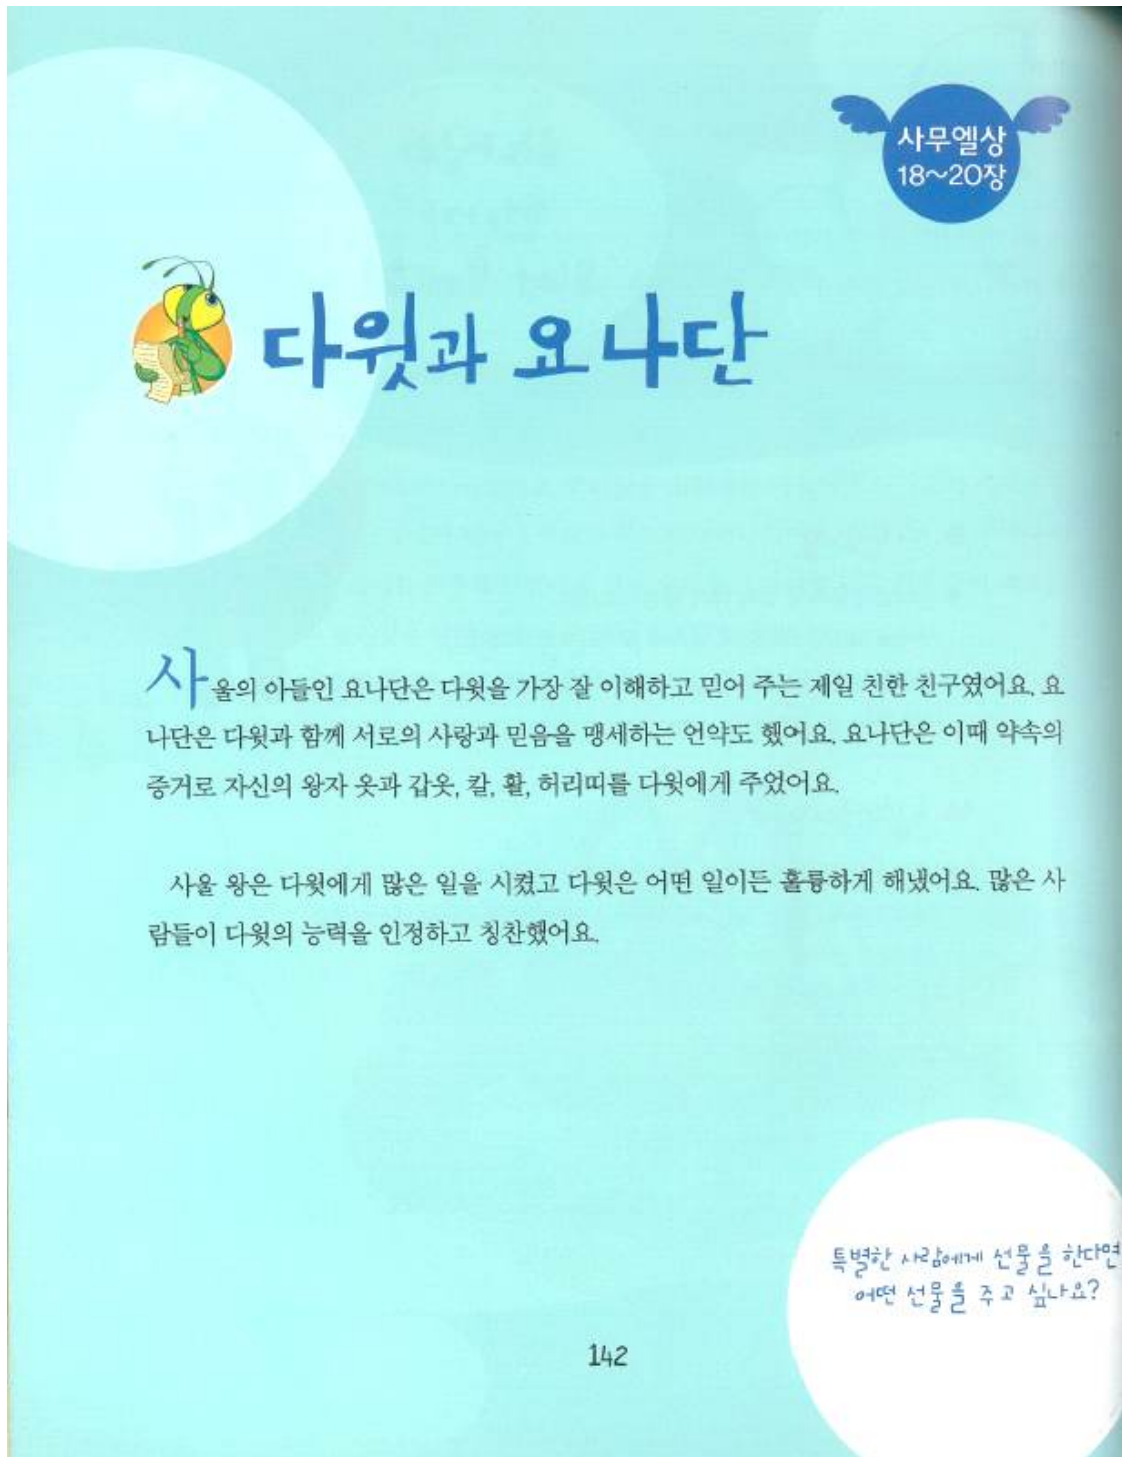 사무엘상
18~20장
다윗과 요나단
사울의 아들인 요나단은 다윗을 가장 잘 이해하고 믿어 주는 제일 친한 친구였어요. 요
나단은 다윗과 함께 서로의 사랑과 믿음을 맹세하는 언약도 했어요. 요나단은 이때 약속의
증거로 자신의 왕자 옷과 갑옷, 칼, 활, 허리띠를 다윗에게 주었어요.
사울 왕은 다윗에게 많은 일을 시켰고 다윗은 어떤 일이든 훌륭하게 해냈어요. 많은 사
람들이 다윗의 능력을 인정하고 칭찬했어요.
특별한 사람에게 선물을 한다면
어떤 선물을 주고 싶나요?
142